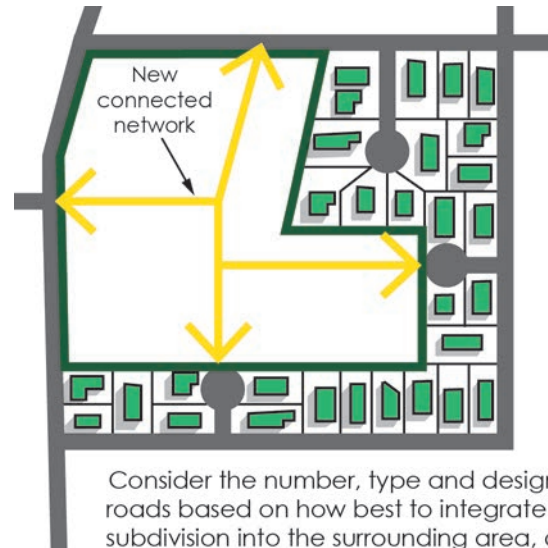 New
connected
network
Consider the number, type and design
roads based on how best to integrate
subdivision into the surrounding area,